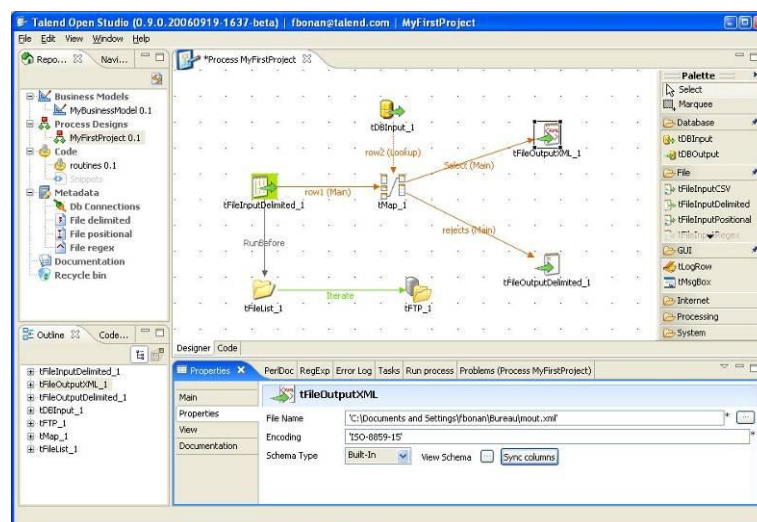 Talend Open Studio (0.9.0.20060919-1637-beta) | fbonan@talend.com | MyFirstProject
File Edit View Window Help
Repo... Navi...
Business Models
MyBusinessModel 0.1
Process Designs
MyFirstProject 0.1
Code
routines 0.1
Snippets
Metadata
Db Connections
File delimited
File positional
File regex
Documentation
Recycle bin
*Process MyFirstProject
tDBInput_1
row2 (Lookup)
tFileOutputXML_1
Select (Main)
tFileInputDelimited_1
row1 (Main)
tMap_1
rejects (Main)
RunBefore
tFileOutputDelimited_1
tFileList_1
Iterate
tFTP_1
Designer Code
Palette
Select
Marquee
Database
tDBInput
tDBOutput
File
tFileInputCSV
tFileInputDelimited
tFileInputPositional
tFileInputRegex
GUI
tLogRow
tMsgBox
Internet
Processing
System
Outline Code...
tFileInputDelimited_1
tFileOutputXML_1
tFileOutputDelimited_1
tDBInput_1
tFTP_1
tMap_1
tFileList_1
Properties PerlDoc RegExp Error Log Tasks Run process Problems (Process MyFirstProject)
Main
Properties
View
Documentation
tFileOutputXML
File Name 'C:\Documents and Settings\fbonan\Bureau\mout.xml' * ...
Encoding 'ISO-8859-15' *
Schema Type Built-In View Schema ... Sync columns